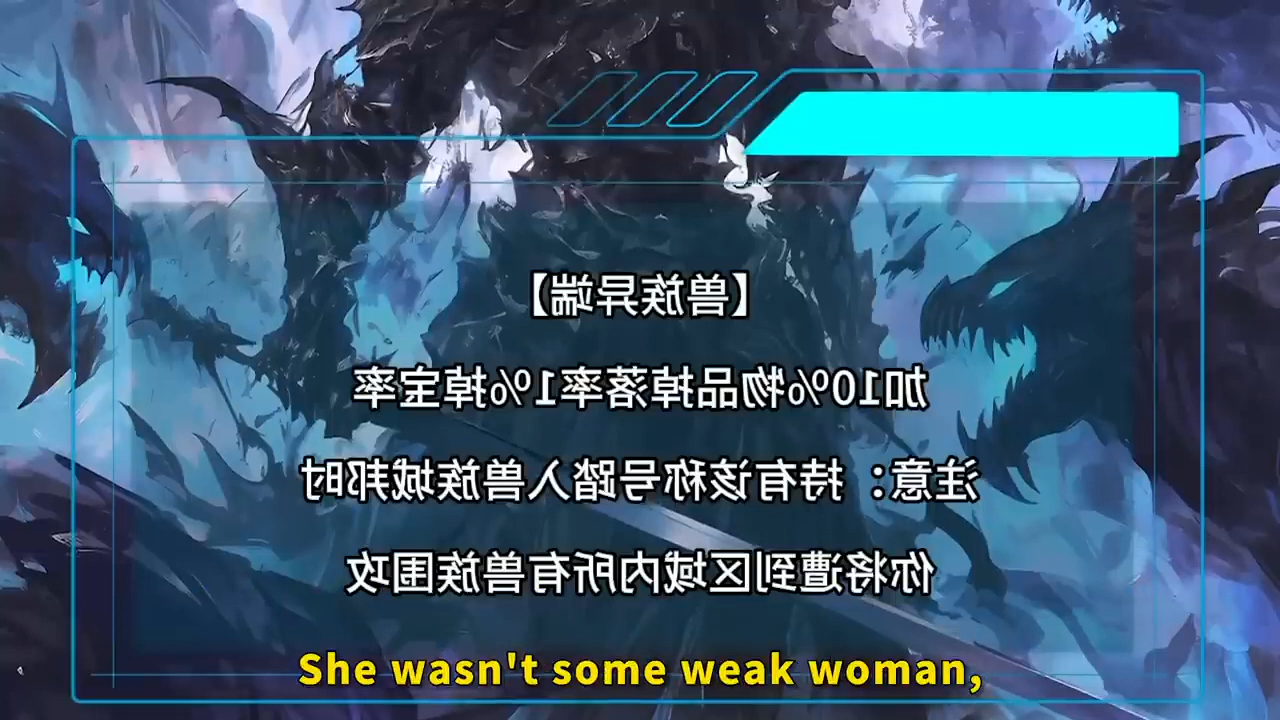 【兽族异端】
加10%物品掉落率1%掉宝率
注意：持有该称号踏入兽族城邦时
你将遭到区域内所有兽族围攻
She wasn't some weak woman,